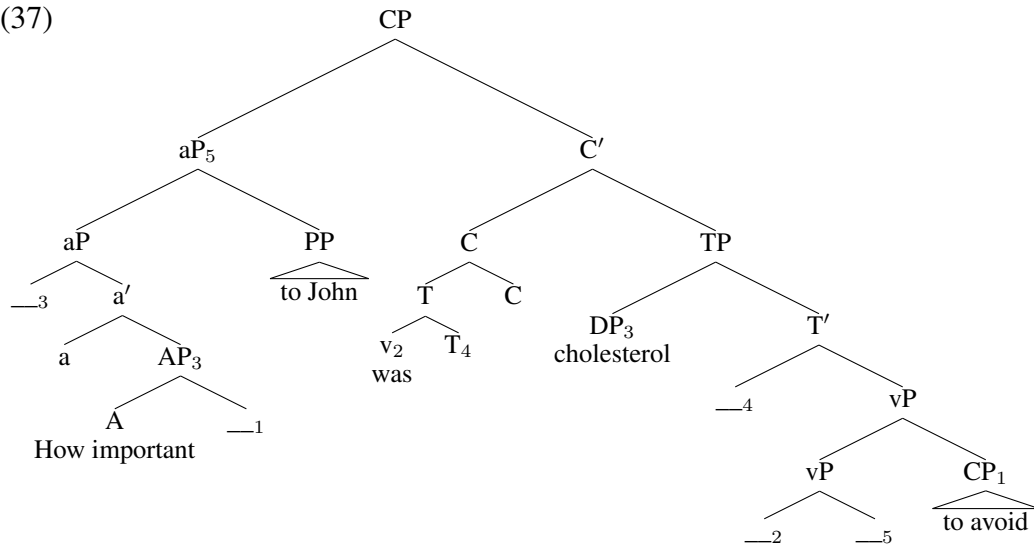 (37)
CP
aP₅ C′
aP PP C TP
to John
__₃ a′ T C DP₃ T′
cholesterol
a AP₃ v₂ T₄
was
__₄ vP
A __₁
How important
vP CP₁
to avoid
__₂ __₅